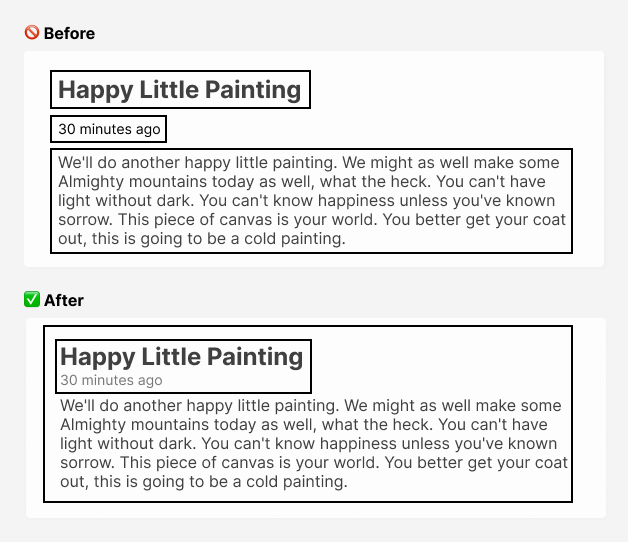 🚫 Before
Happy Little Painting
30 minutes ago
We'll do another happy little painting. We might as well make some
Almighty mountains today as well, what the heck. You can't have
light without dark. You can't know happiness unless you've known
sorrow. This piece of canvas is your world. You better get your coat
out, this is going to be a cold painting.
✅ After
Happy Little Painting
30 minutes ago
We'll do another happy little painting. We might as well make some
Almighty mountains today as well, what the heck. You can't have
light without dark. You can't know happiness unless you've known
sorrow. This piece of canvas is your world. You better get your coat
out, this is going to be a cold painting.